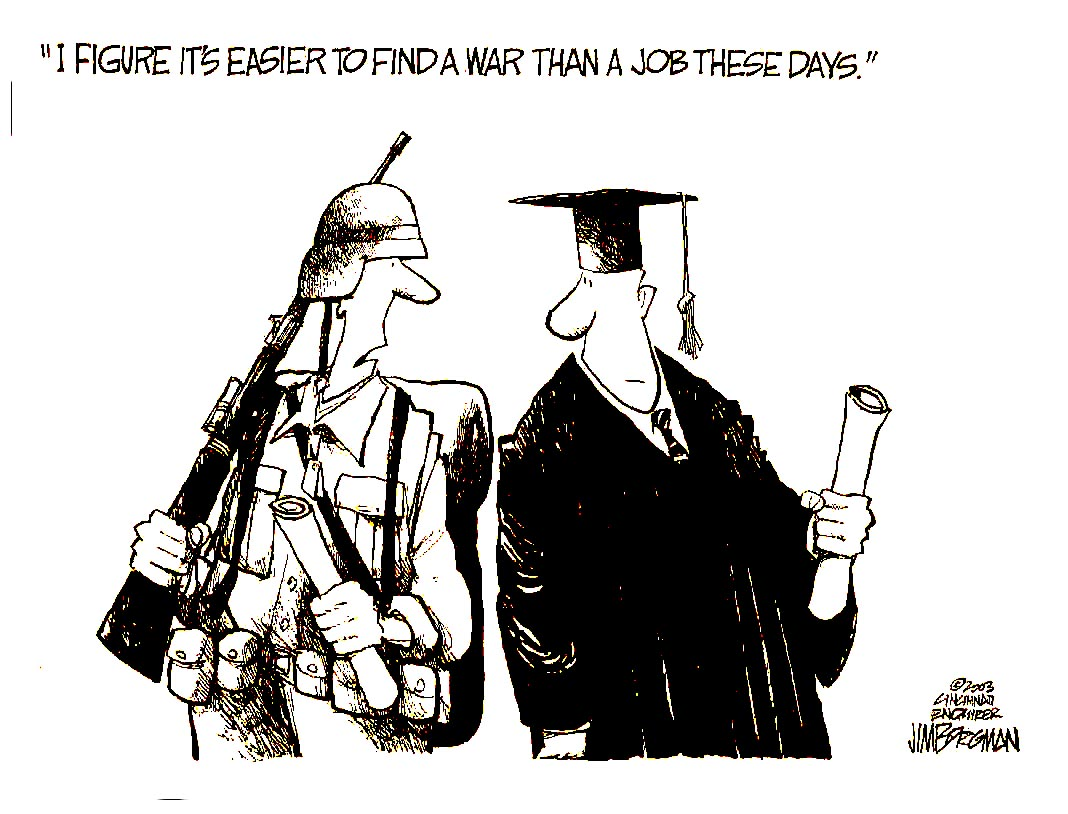 "I FIGURE IT'S EASIER TO FIND A WAR THAN A JOB THESE DAYS."
©2003
CINCINNATI
ENQUIRER
JIM BORGMAN